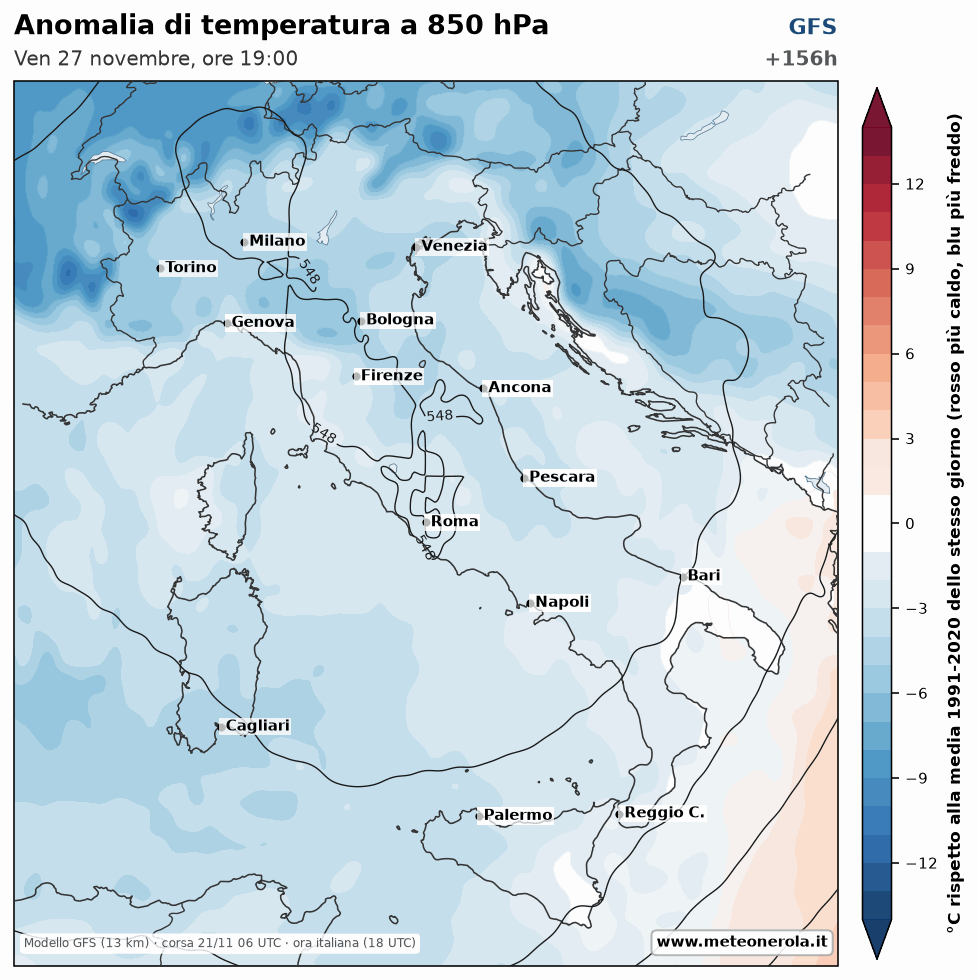 Anomalia di temperatura a 850 hPa
GFS
Ven 27 novembre, ore 19:00
+156h
Milano
Venezia
Torino
548
Genova
Bologna
Firenze
Ancona
548
548
Pescara
Roma
548
Bari
Napoli
Cagliari
Palermo
Reggio C.
Modello GFS (13 km) · corsa 21/11 06 UTC · ora italiana (18 UTC)
www.meteonerola.it
12
9
6
3
0
−3
−6
−9
−12
°C rispetto alla media 1991-2020 dello stesso giorno (rosso più caldo, blu più freddo)